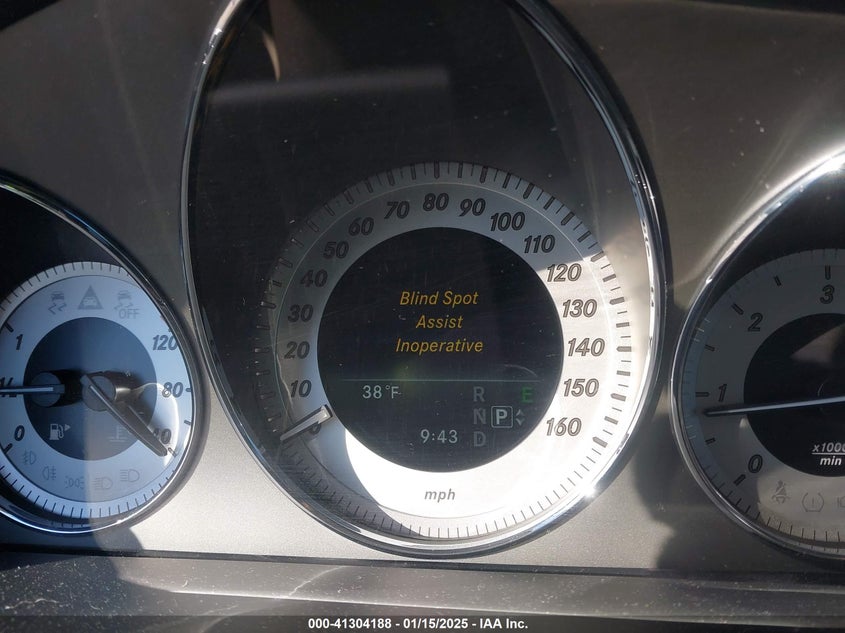 80
70
90
60
100
50
110
40
120
30
130
20
140
10
150
160
Blind Spot
Assist
Inoperative
38°F
R
E
N
P
9:43
D
mph
OFF
1
120
½
80
0
40
3
2
1
0
x1000
min
000-41304188 - 01/15/2025 - IAA Inc.